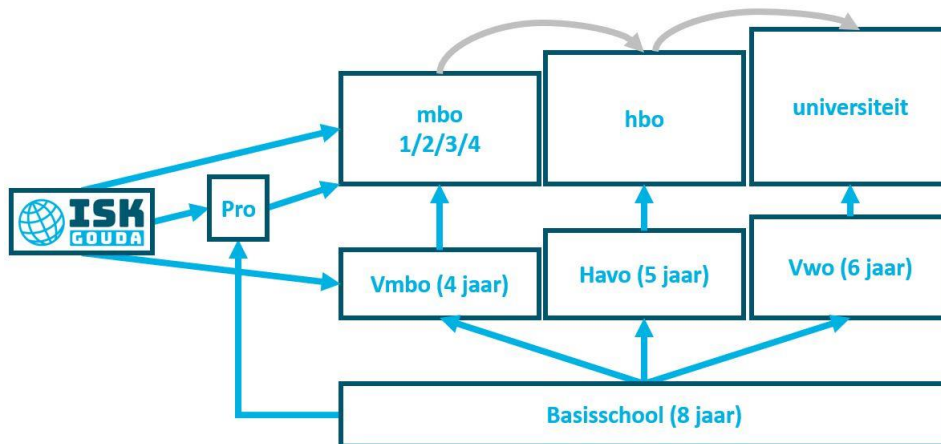 mbo
1/2/3/4
hbo
universiteit
ISK
GOUDA
Pro
Vmbo (4 jaar)
Havo (5 jaar)
Vwo (6 jaar)
Basisschool (8 jaar)